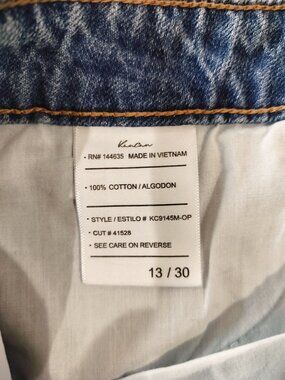 KanCan
• RN# 144635 MADE IN VIETNAM
• 100% COTTON / ALGODON
• STYLE / ESTILO # KC9145M-OP
• CUT # 41528
• SEE CARE ON REVERSE
13 / 30